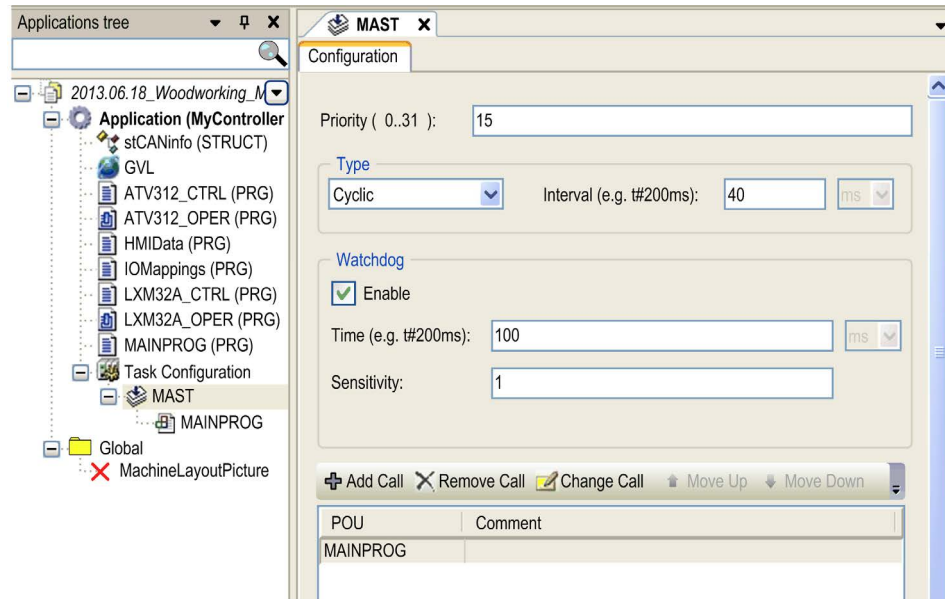 Applications tree
2013.06.18_Woodworking_M
Application (MyController
stCANinfo (STRUCT)
GVL
ATV312_CTRL (PRG)
ATV312_OPER (PRG)
HMIData (PRG)
IOMappings (PRG)
LXM32A_CTRL (PRG)
LXM32A_OPER (PRG)
MAINPROG (PRG)
Task Configuration
MAST
MAINPROG
Global
MachineLayoutPicture
MAST
Configuration
Priority ( 0..31 ): 15
Type
Cyclic Interval (e.g. t#200ms): 40 ms
Watchdog
Enable
Time (e.g. t#200ms): 100 ms
Sensitivity: 1
Add Call Remove Call Change Call Move Up Move Down
POU Comment
MAINPROG